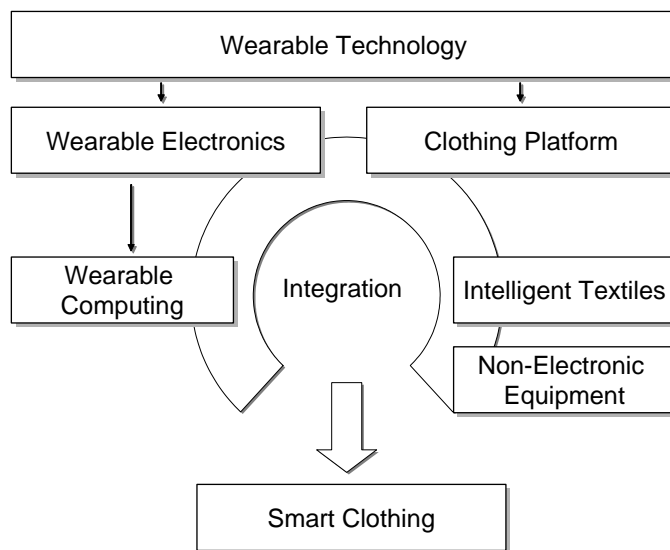 Wearable Technology
Wearable Electronics
Clothing Platform
Wearable
Computing
Integration
Intelligent Textiles
Non-Electronic
Equipment
Smart Clothing